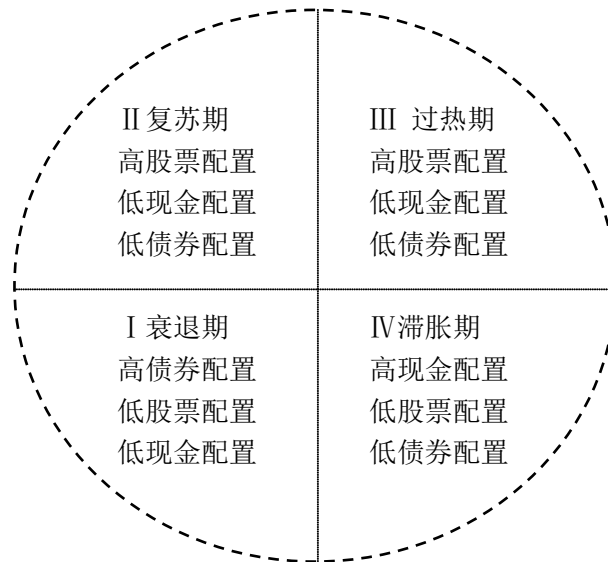 Ⅱ复苏期
高股票配置
低现金配置
低债券配置
Ⅲ 过热期
高股票配置
低现金配置
低债券配置
Ⅰ 衰退期
高债券配置
低股票配置
低现金配置
Ⅳ滞胀期
高现金配置
低股票配置
低债券配置